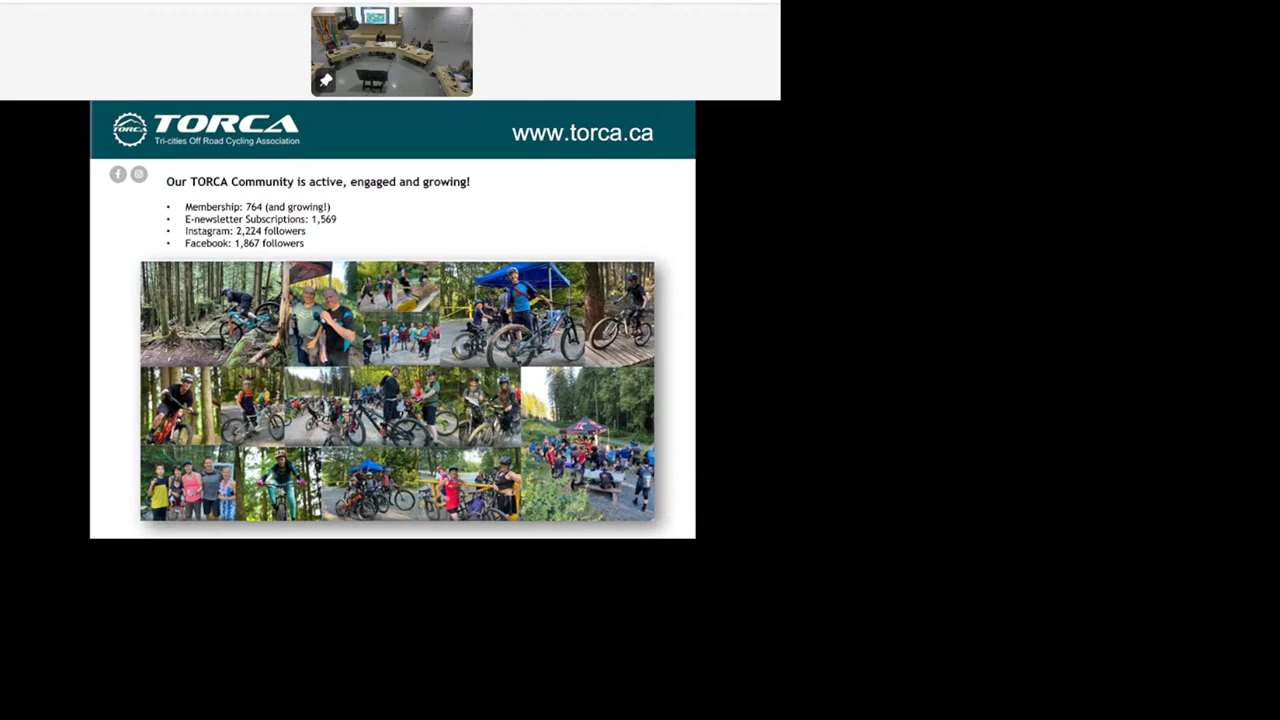 TORCA
TORCA
Tri-cities Off Road Cycling Association
www.torca.ca
Our TORCA Community is active, engaged and growing!
• Membership: 764 (and growing!)
• E-newsletter Subscriptions: 1,569
• Instagram: 2,224 followers
• Facebook: 1,867 followers